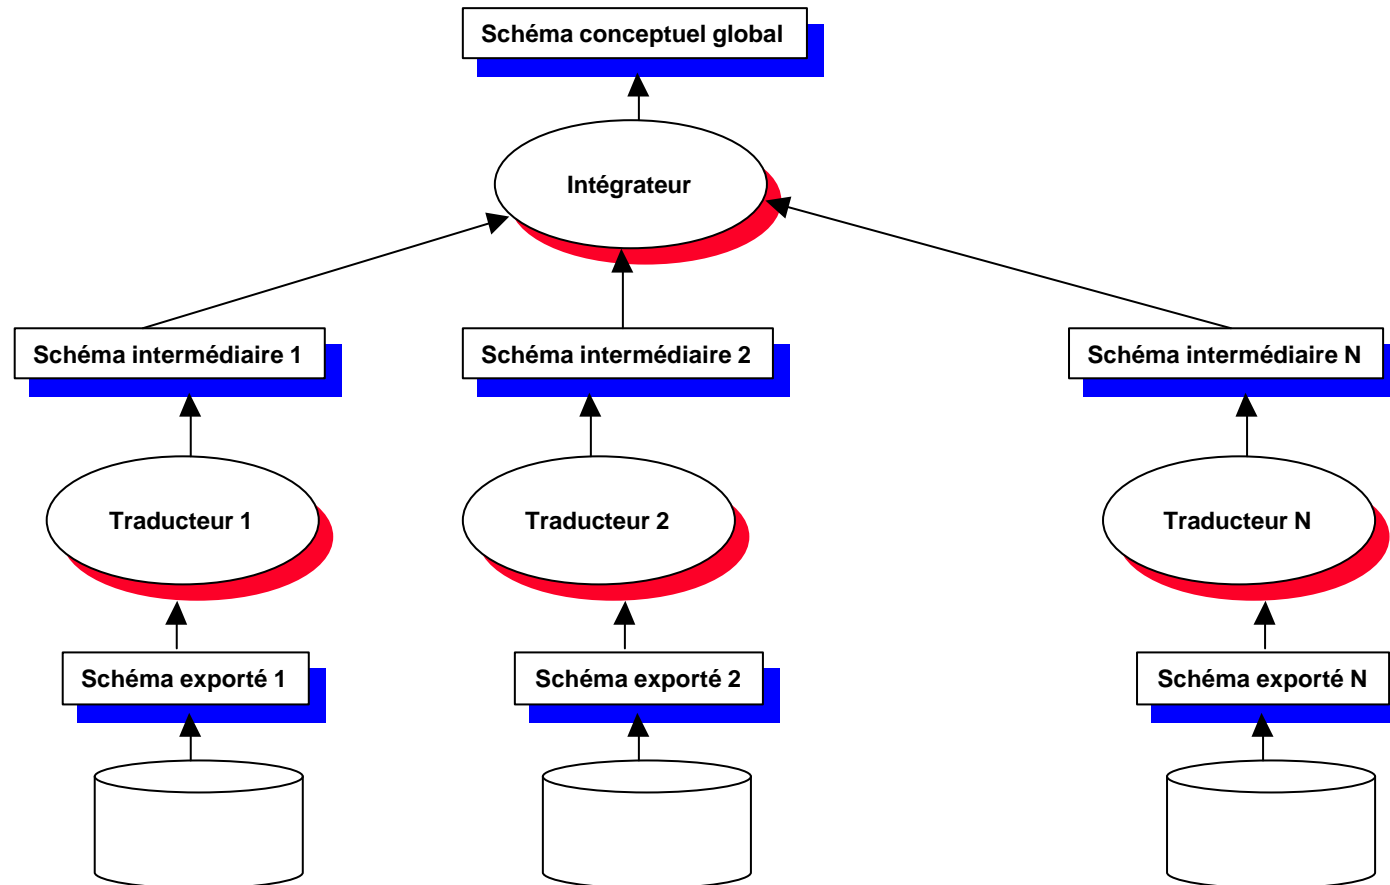 Schéma conceptuel global
Intégrateur
Schéma intermédiaire 1
Schéma intermédiaire 2
Schéma intermédiaire N
Traducteur 1
Traducteur 2
Traducteur N
Schéma exporté 1
Schéma exporté 2
Schéma exporté N